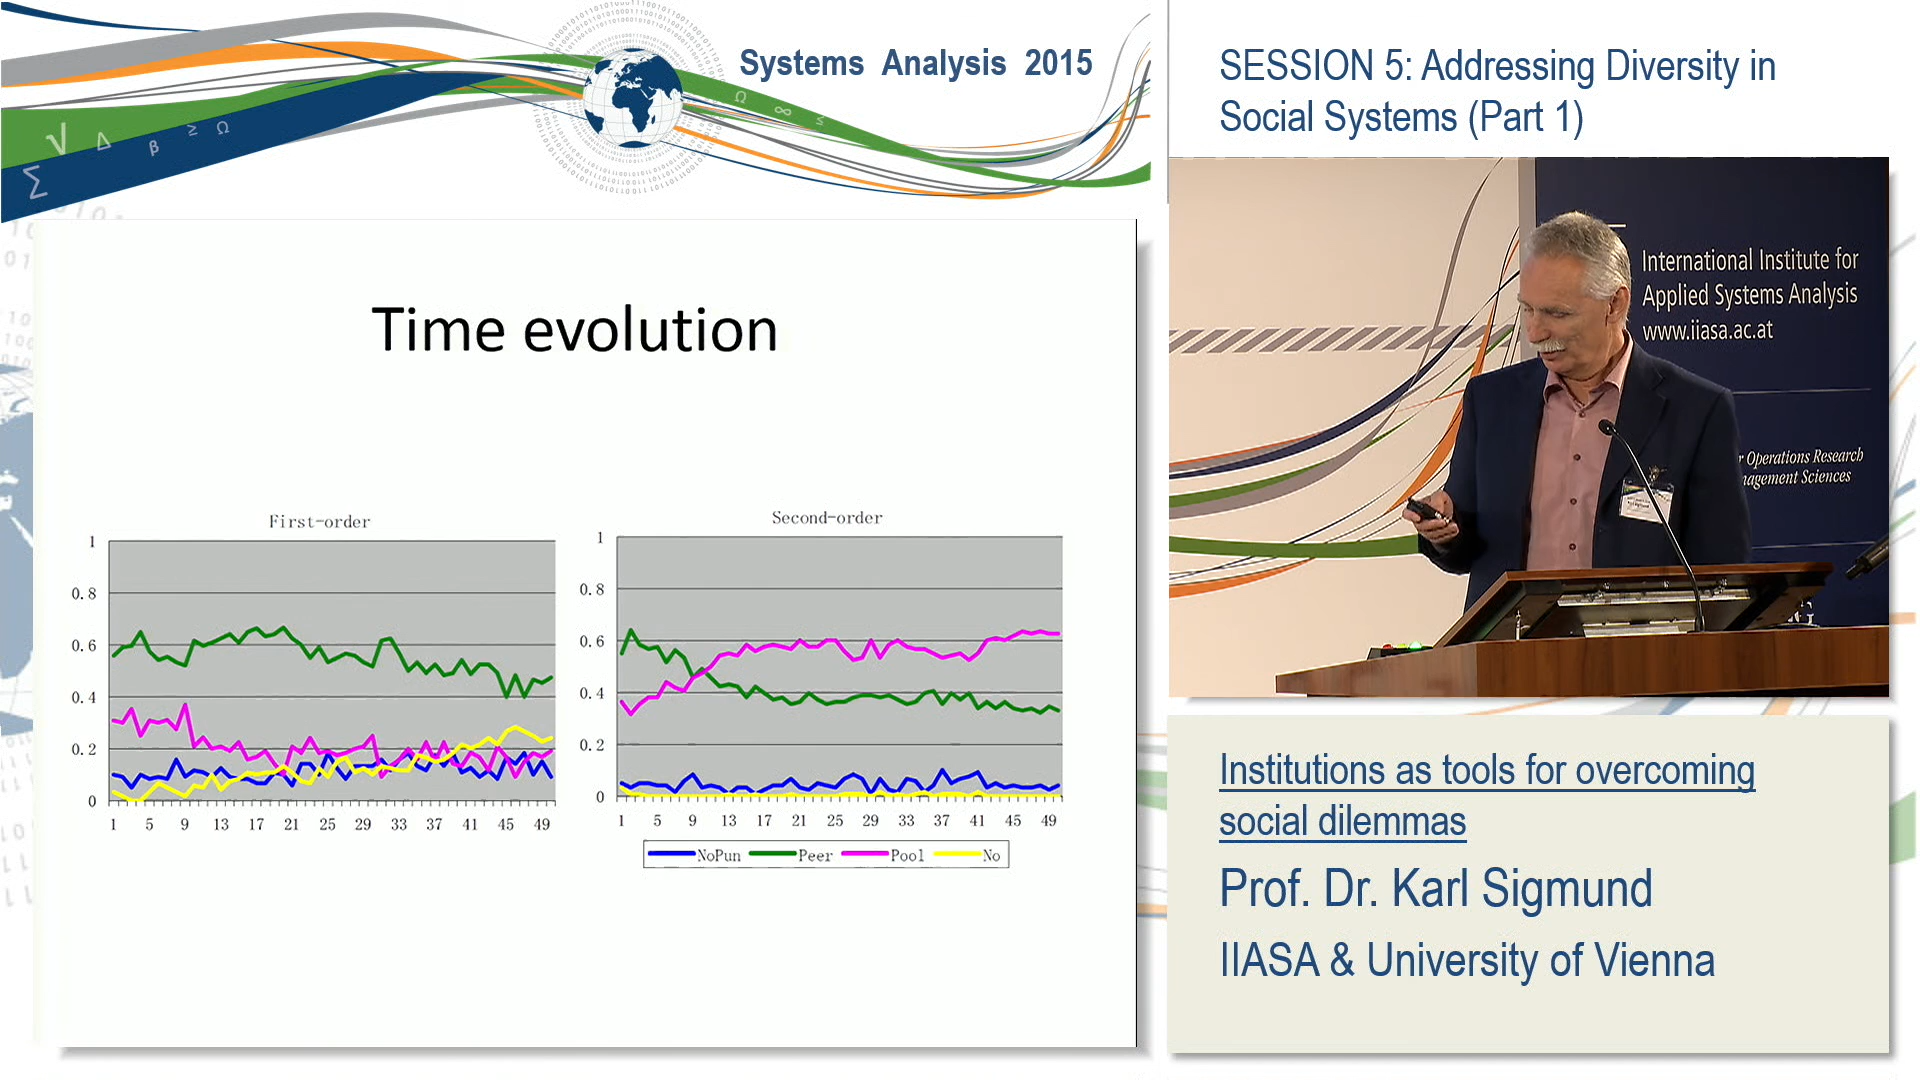 Systems Analysis 2015
SESSION 5: Addressing Diversity in
Social Systems (Part 1)
√ Δ β ≥ Ω
Σ
Ω ∞ ≤
International Institute for
Applied Systems Analysis
www.iiasa.ac.at
Operations Research
Sciences
Time evolution
First-order
1
0.8
0.6
0.4
0.2
0
1 5 9 13 17 21 25 29 33 37 41 45 49
Second-order
1
0.8
0.6
0.4
0.2
0
1 5 9 13 17 21 25 29 33 37 41 45 49
NoPun Peer Pool No
Institutions as tools for overcoming
social dilemmas
Prof. Dr. Karl Sigmund
IIASA & University of Vienna